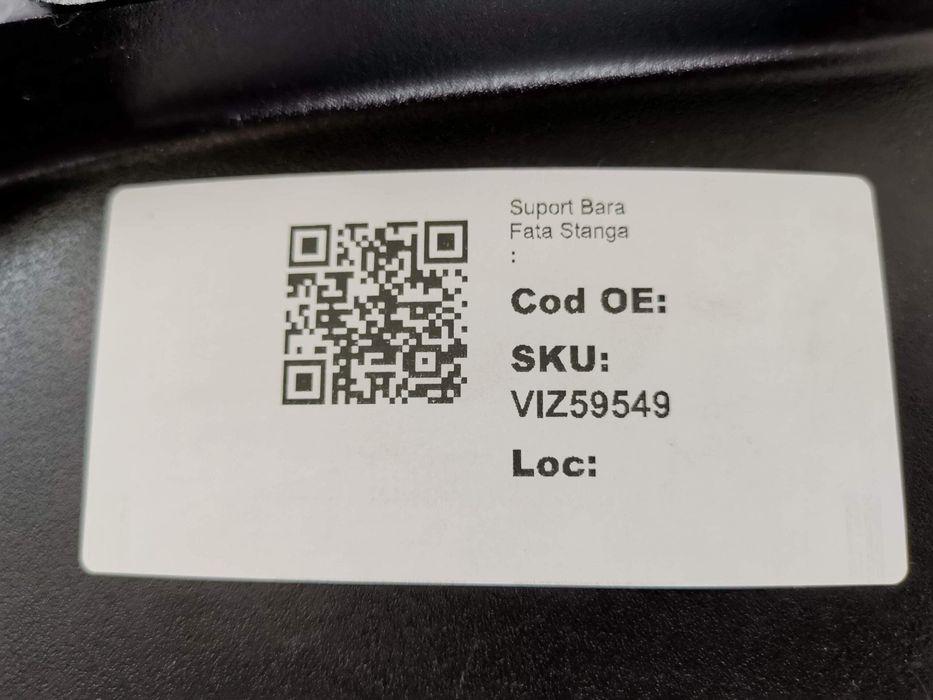 Suport Bara
Fata Stanga
:
Cod OE:
SKU:
VIZ59549
Loc: